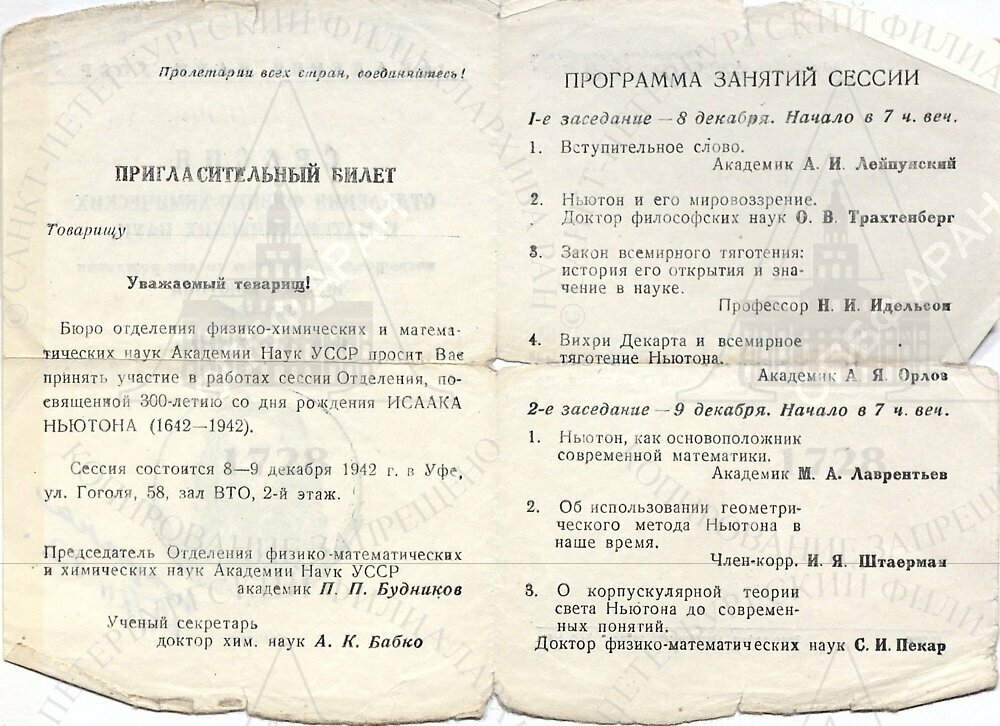 Пролетарии всех стран, соединяйтесь!
ПРИГЛАСИТЕЛЬНЫЙ БИЛЕТ
Товарищу
Уважаемый товарищ!
Бюро отделения физико-химических и матема-
тических наук Академии Наук УССР просит Вас
принять участие в работах сессии Отделения, по-
священной 300-летию со дня рождения ИСААКА
НЬЮТОНА (1642—1942).
Сессия состоится 8—9 декабря 1942 г. в Уфе,
ул. Гоголя, 58, зал ВТО, 2-й этаж.
Председатель Отделения физико-математических
и химических наук Академии Наук УССР
академик П. П. Будников
Ученый секретарь
доктор хим. наук А. К. Бабко
ПРОГРАММА ЗАНЯТИЙ СЕССИИ
1-е заседание — 8 декабря. Начало в 7 ч. веч.
1. Вступительное слово.
Академик А. И. Лейпунский
2. Ньютон и его мировоззрение.
Доктор философских наук О. В. Трахтенберг
3. Закон всемирного тяготения:
история его открытия и зна-
чение в науке.
Профессор Н. И. Идельсон
4. Вихри Декарта и всемирное
тяготение Ньютона.
Академик А. Я. Орлов
2-е заседание — 9 декабря. Начало в 7 ч. веч.
1. Ньютон, как основоположник
современной математики.
Академик М. А. Лаврентьев
2. Об использовании геометри-
ческого метода Ньютона в
наше время.
Член-корр. И. Я. Штаерман
3. О корпускулярной теории
света Ньютона до современ-
ных понятий.
Доктор физико-математических наук С. И. Пекар
1728
1728
КОПИРОВАНИЕ ЗАПРЕЩЕНО
КОПИРОВАНИЕ ЗАПРЕЩЕНО